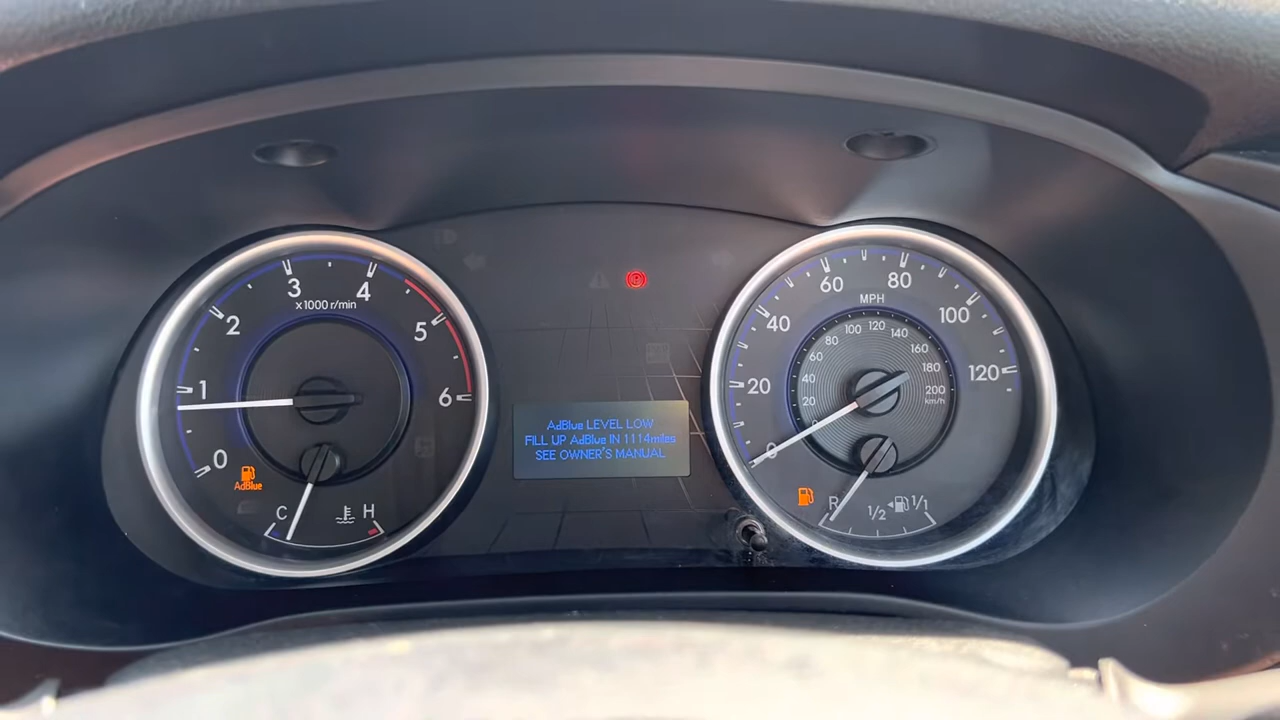 0
1
2
3
4
5
6
x1000 r/min
AdBlue
C
H
AdBlue LEVEL LOW
FILL UP AdBlue IN 1114miles
SEE OWNER'S MANUAL
0
20
40
60
80
100
120
MPH
20
40
60
80
100
120
140
160
180
200
km/h
R
1/2
1/1